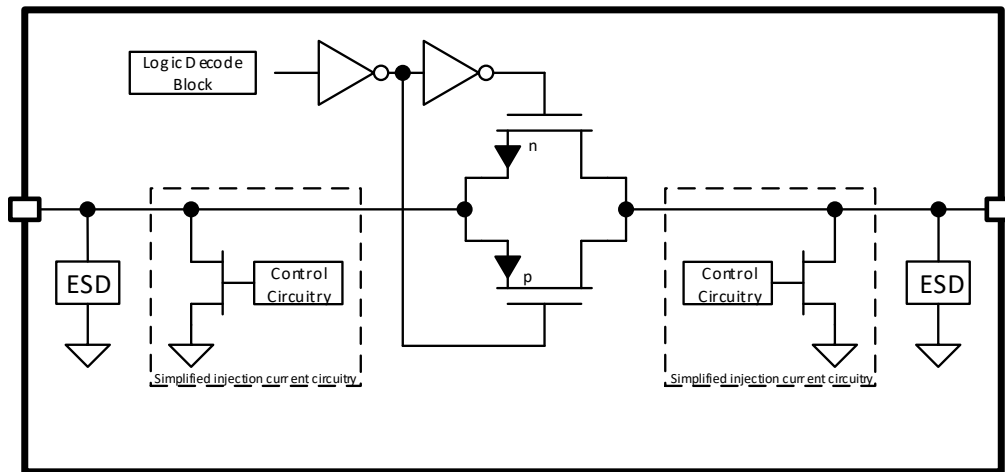 Logic Decode
Block
n
p
ESD
Control
Circuitry
Control
Circuitry
ESD
Simplified injection current circuitry
Simplified injection current circuitry